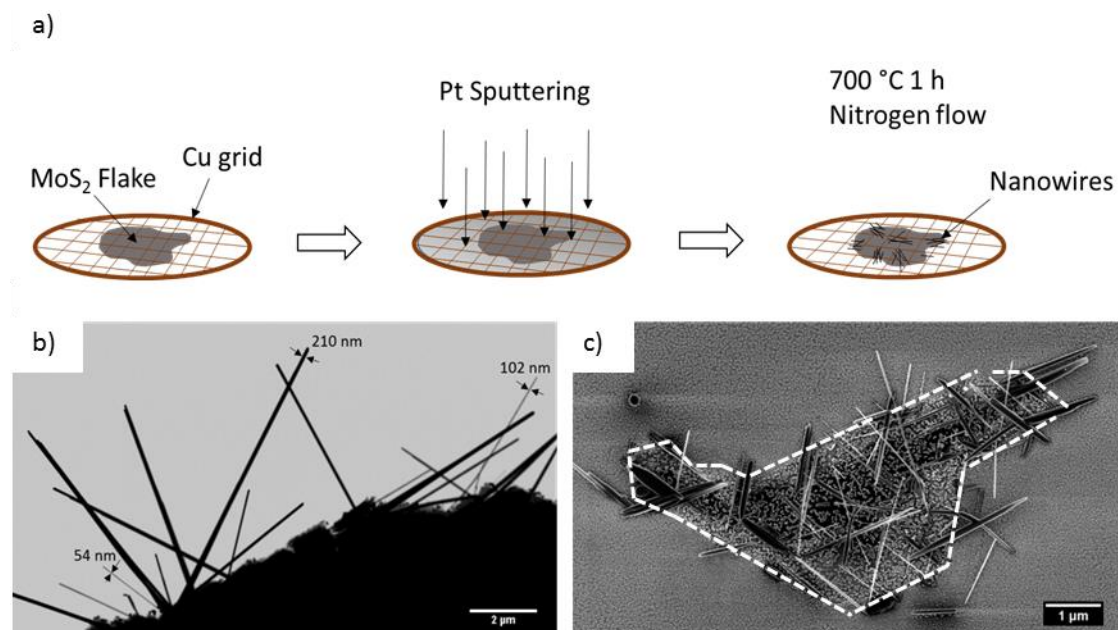 a)
Pt Sputtering
700 °C 1 h
Nitrogen flow
Cu grid
MoS₂ Flake
Nanowires
b)
210 nm
102 nm
54 nm
2 µm
c)
1 µm